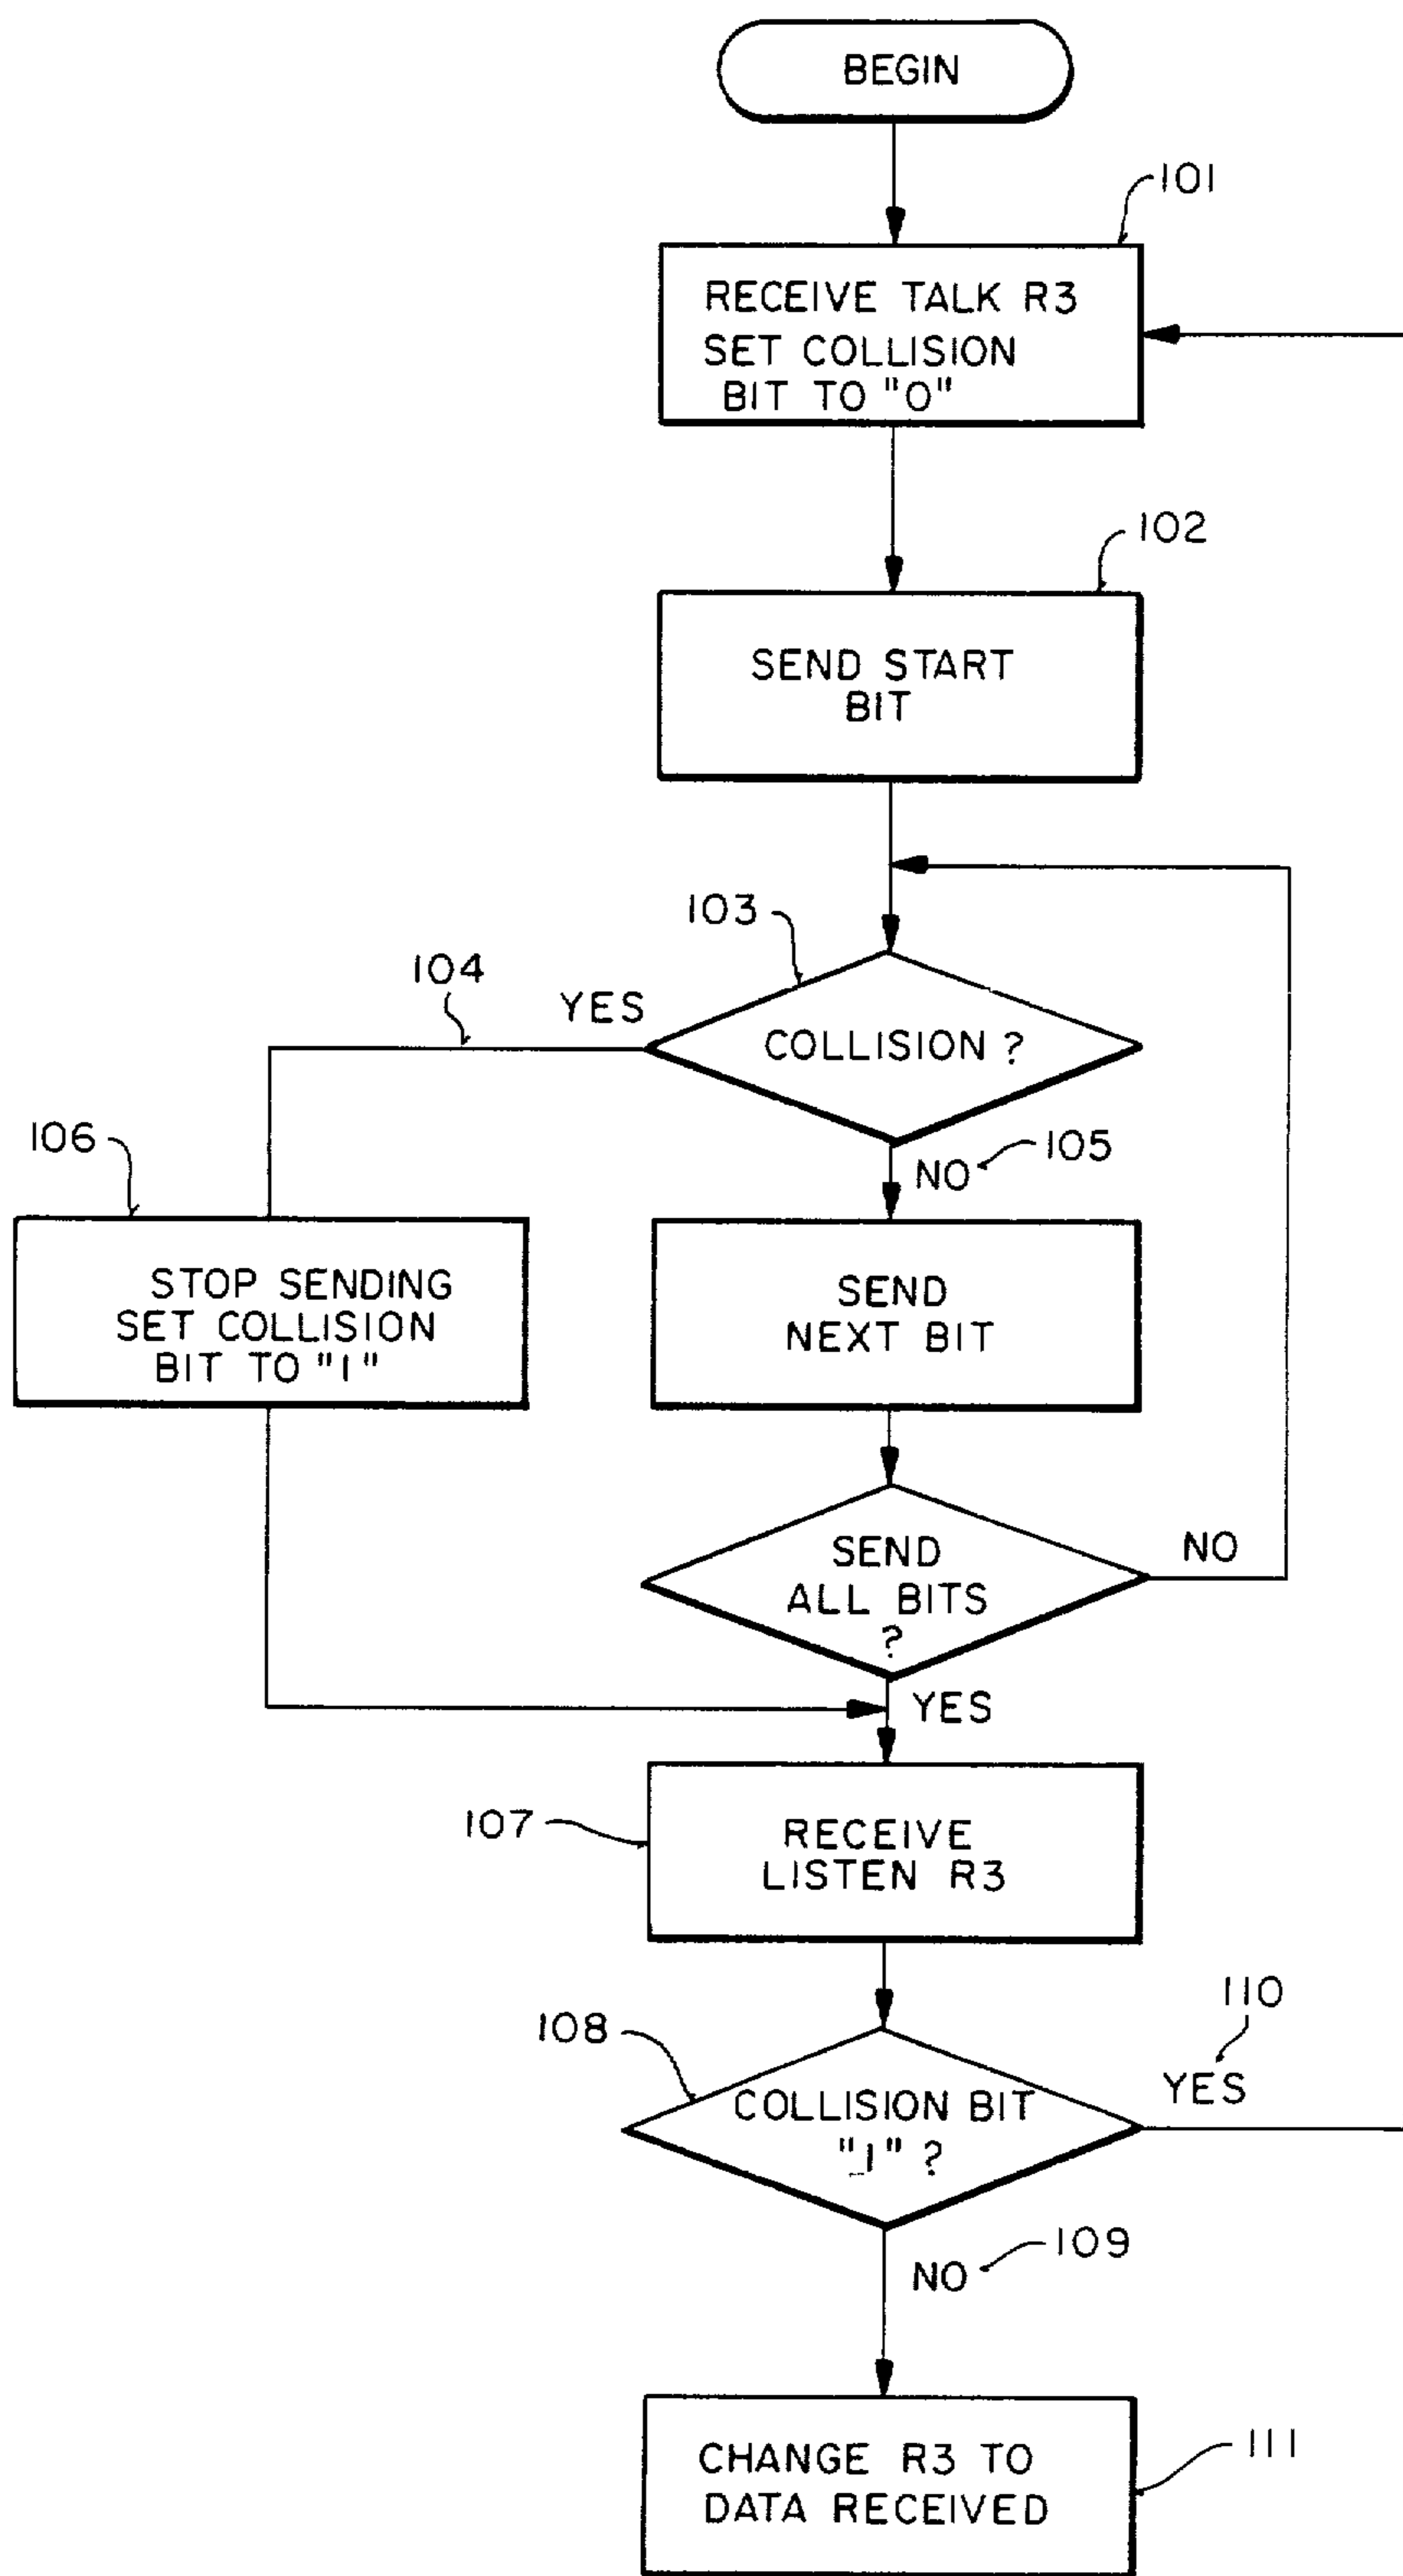 BEGIN
101
RECEIVE TALK R3
SET COLLISION
BIT TO "0"
102
SEND START
BIT
103
104
YES
COLLISION ?
105
NO
106
STOP SENDING
SET COLLISION
BIT TO "1"
SEND
NEXT BIT
SEND
ALL BITS
?
NO
YES
107
RECEIVE
LISTEN R3
108
110
YES
COLLISION BIT
"1" ?
109
NO
CHANGE R3 TO
DATA RECEIVED
111